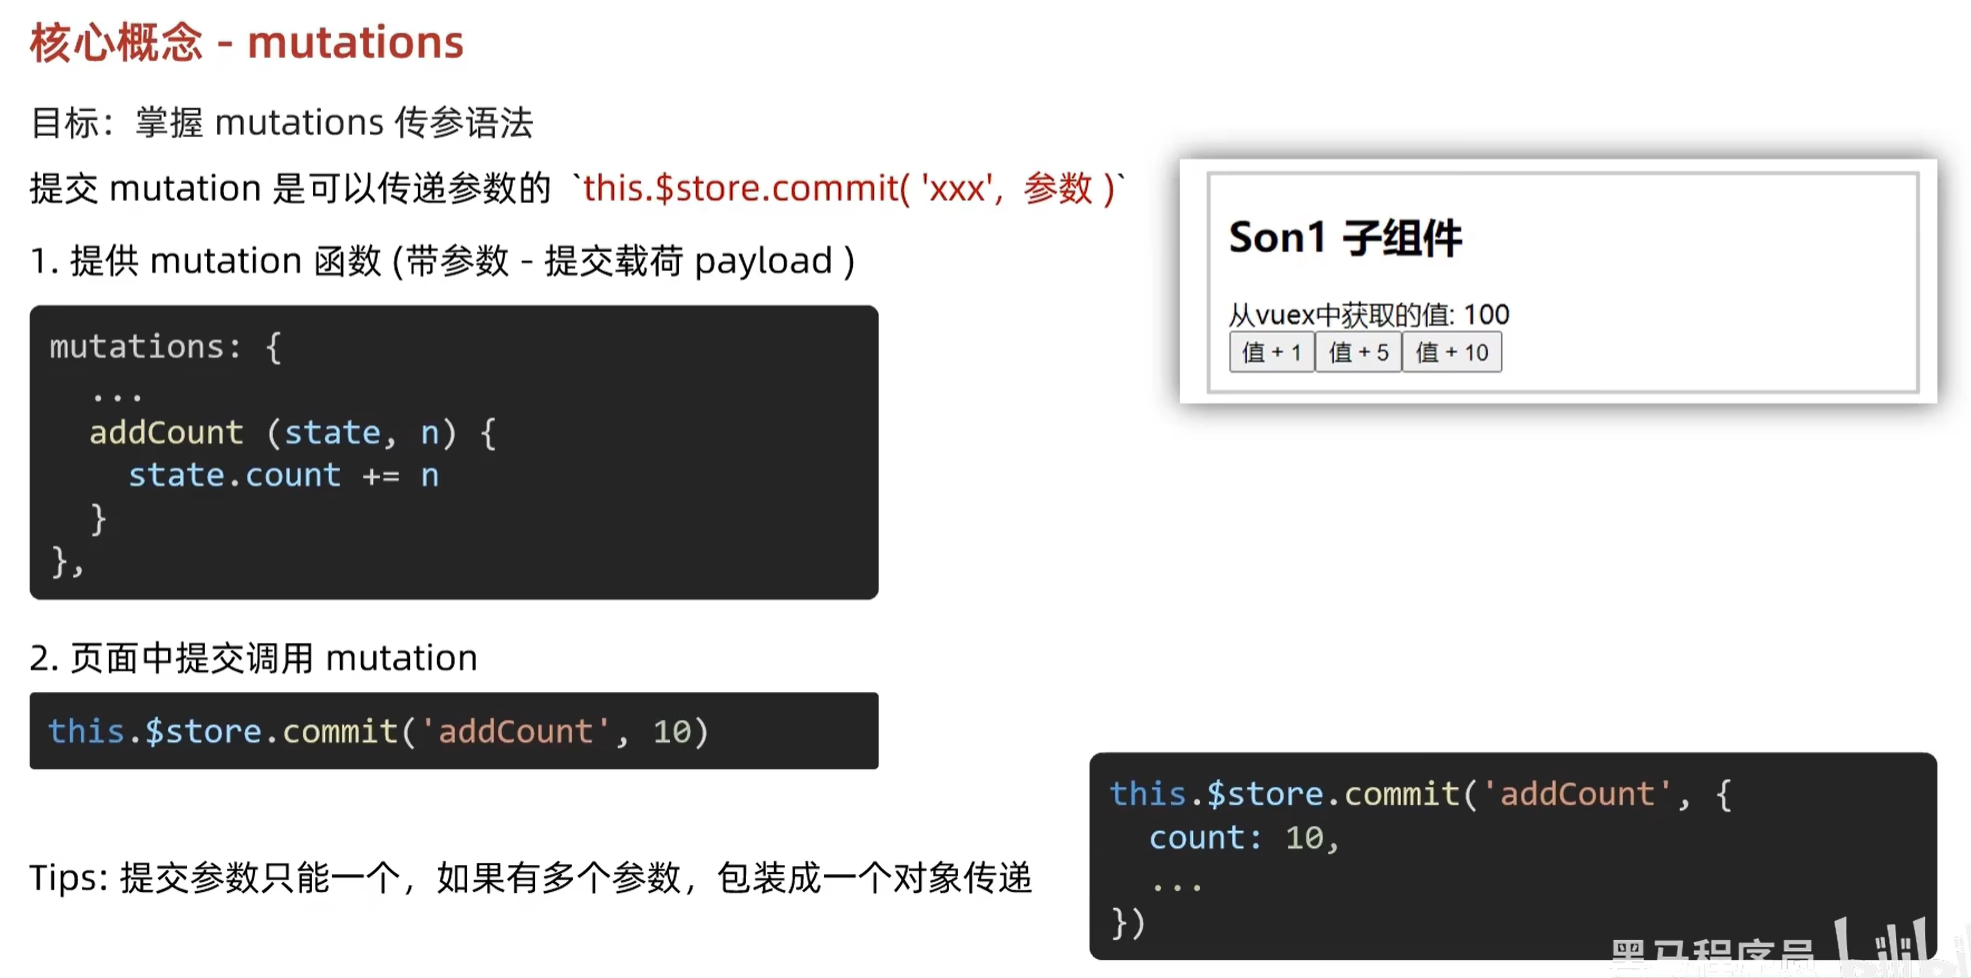 核心概念 - mutations
目标：掌握 mutations 传参语法
提交 mutation 是可以传递参数的 `this.$store.commit( 'xxx', 参数 )`
1. 提供 mutation 函数 (带参数 - 提交载荷 payload )
mutations: {
  ...
  addCount (state, n) {
    state.count += n
  }
},
2. 页面中提交调用 mutation
this.$store.commit('addCount', 10)
Tips: 提交参数只能一个，如果有多个参数，包装成一个对象传递
Son1 子组件
从vuex中获取的值: 100
值 + 1 值 + 5 值 + 10
this.$store.commit('addCount', {
  count: 10,
  ...
})
黑马程序员